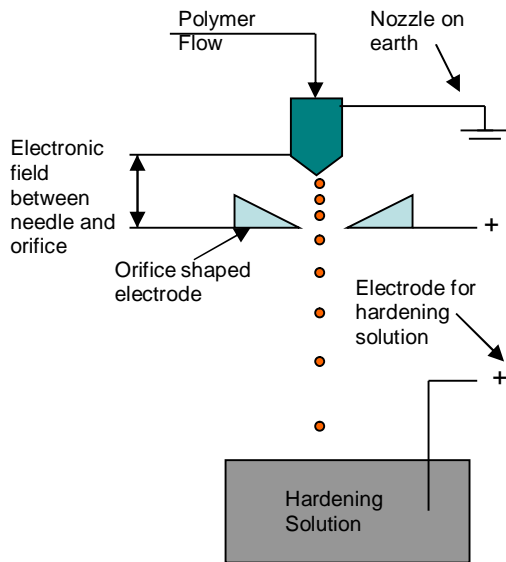 Polymer
Flow
Nozzle on
earth
Electronic
field
between
needle and
orifice
+
Orifice shaped
electrode
Electrode for
hardening
solution
+
Hardening
Solution